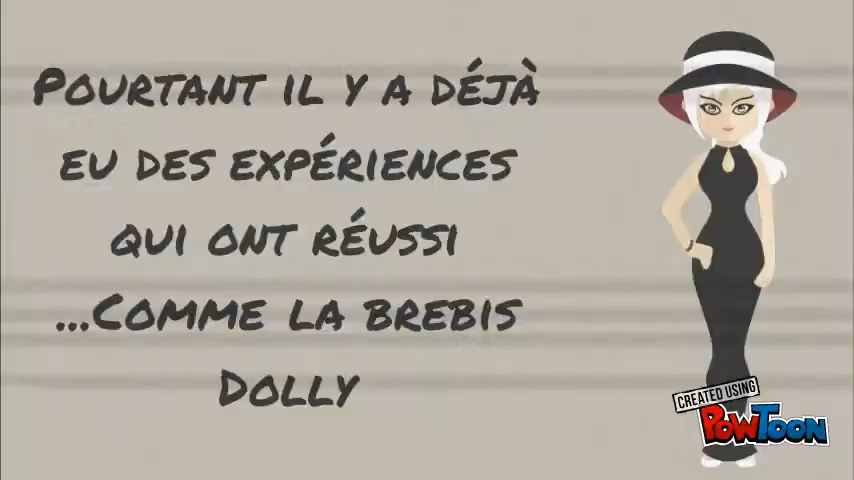 Pourtant il y a déjà
eu des expériences
qui ont réussi
...Comme la brebis
Dolly
CREATED USING
PowToon